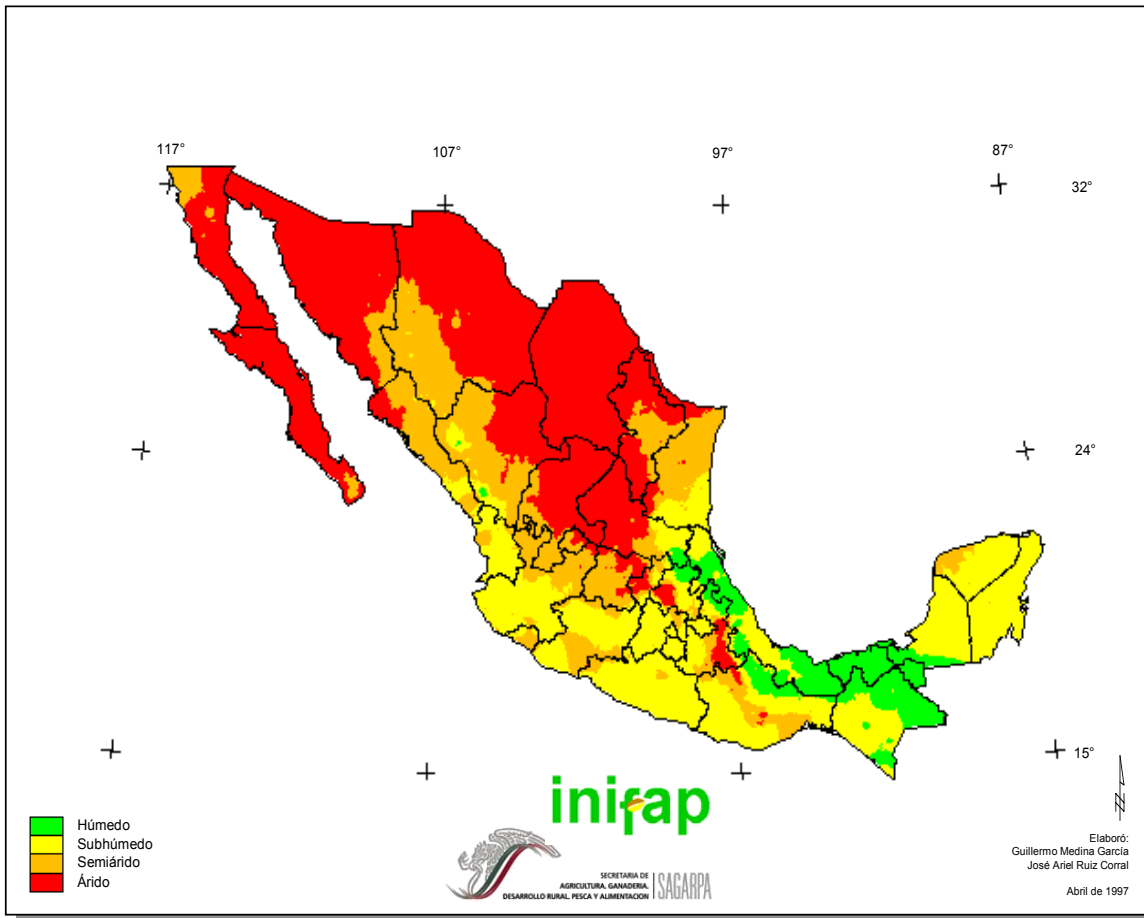 117°
107°
97°
87°
32°
24°
15°
inifap
Húmedo
Subhúmedo
Semiárido
Árido
SECRETARIA DE
AGRICULTURA, GANADERIA,
DESARROLLO RURAL, PESCA Y ALIMENTACION
SAGARPA
Elaboró:
Guillermo Medina García
José Ariel Ruiz Corral
Abril de 1997